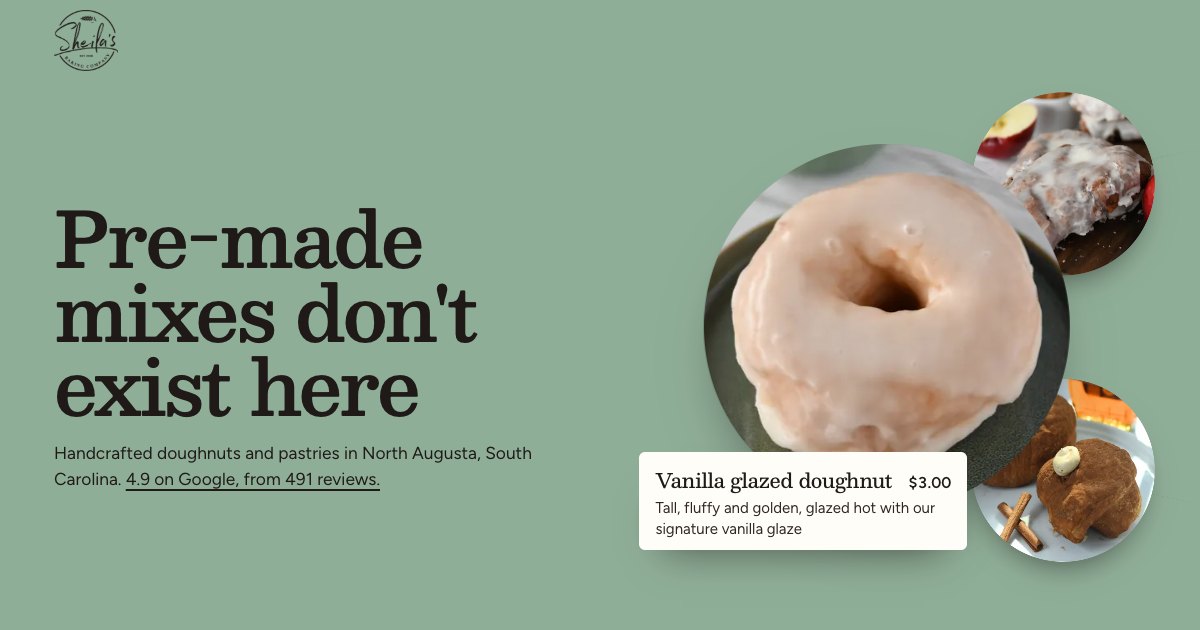 Sheila's
BAKING COMPANY
Pre-made
mixes don't
exist here
Handcrafted doughnuts and pastries in North Augusta, South
Carolina. 4.9 on Google, from 491 reviews.
Vanilla glazed doughnut $3.00
Tall, fluffy and golden, glazed hot with our
signature vanilla glaze